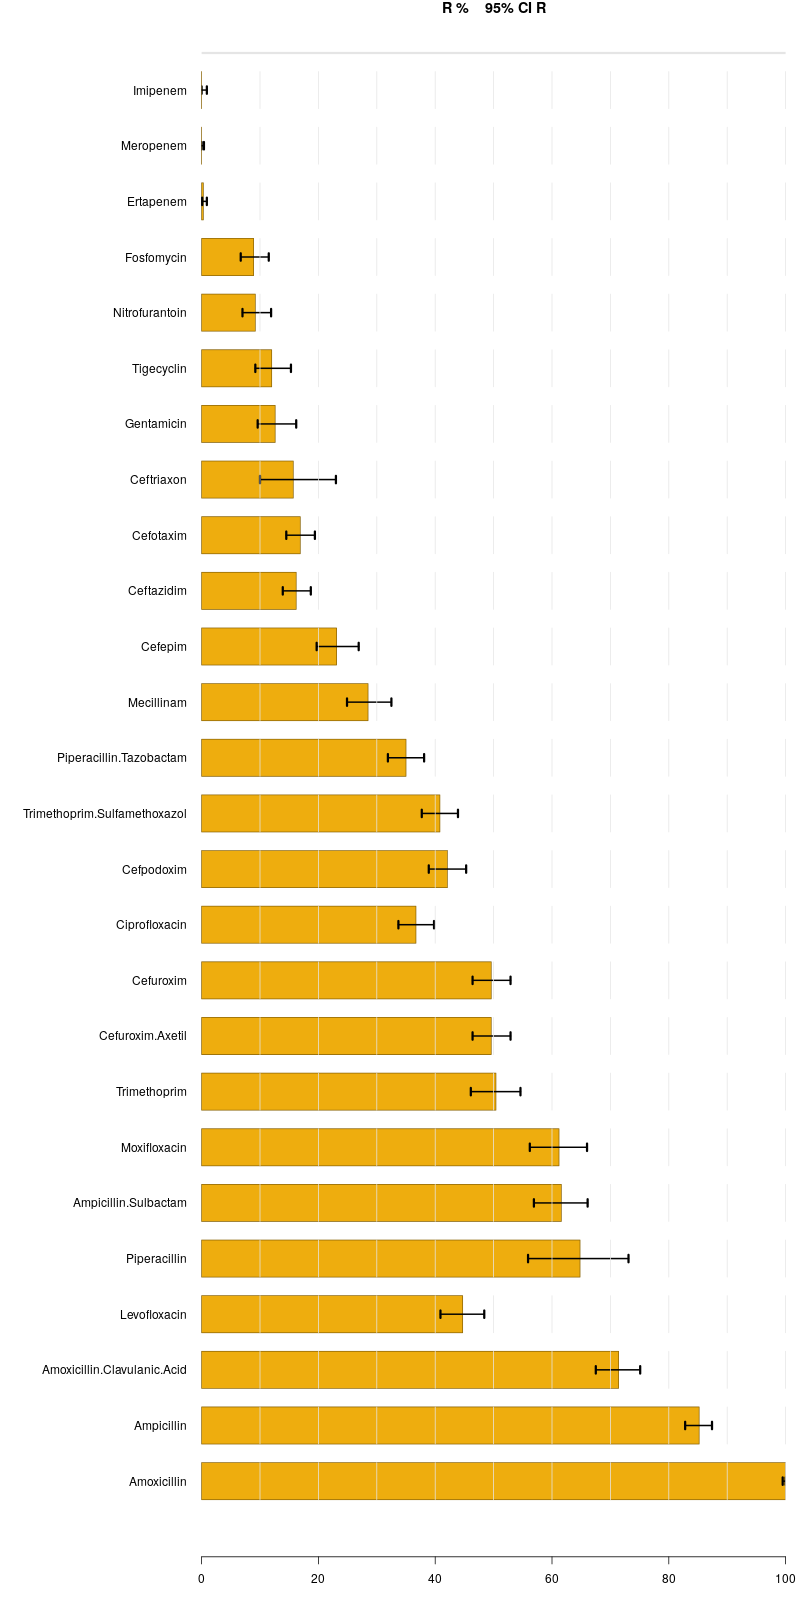 R % 95% CI R
Imipenem
Meropenem
Ertapenem
Fosfomycin
Nitrofurantoin
Tigecyclin
Gentamicin
Ceftriaxon
Cefotaxim
Ceftazidim
Cefepim
Mecillinam
Piperacillin.Tazobactam
Trimethoprim.Sulfamethoxazol
Cefpodoxim
Ciprofloxacin
Cefuroxim
Cefuroxim.Axetil
Trimethoprim
Moxifloxacin
Ampicillin.Sulbactam
Piperacillin
Levofloxacin
Amoxicillin.Clavulanic.Acid
Ampicillin
Amoxicillin
0 20 40 60 80 100